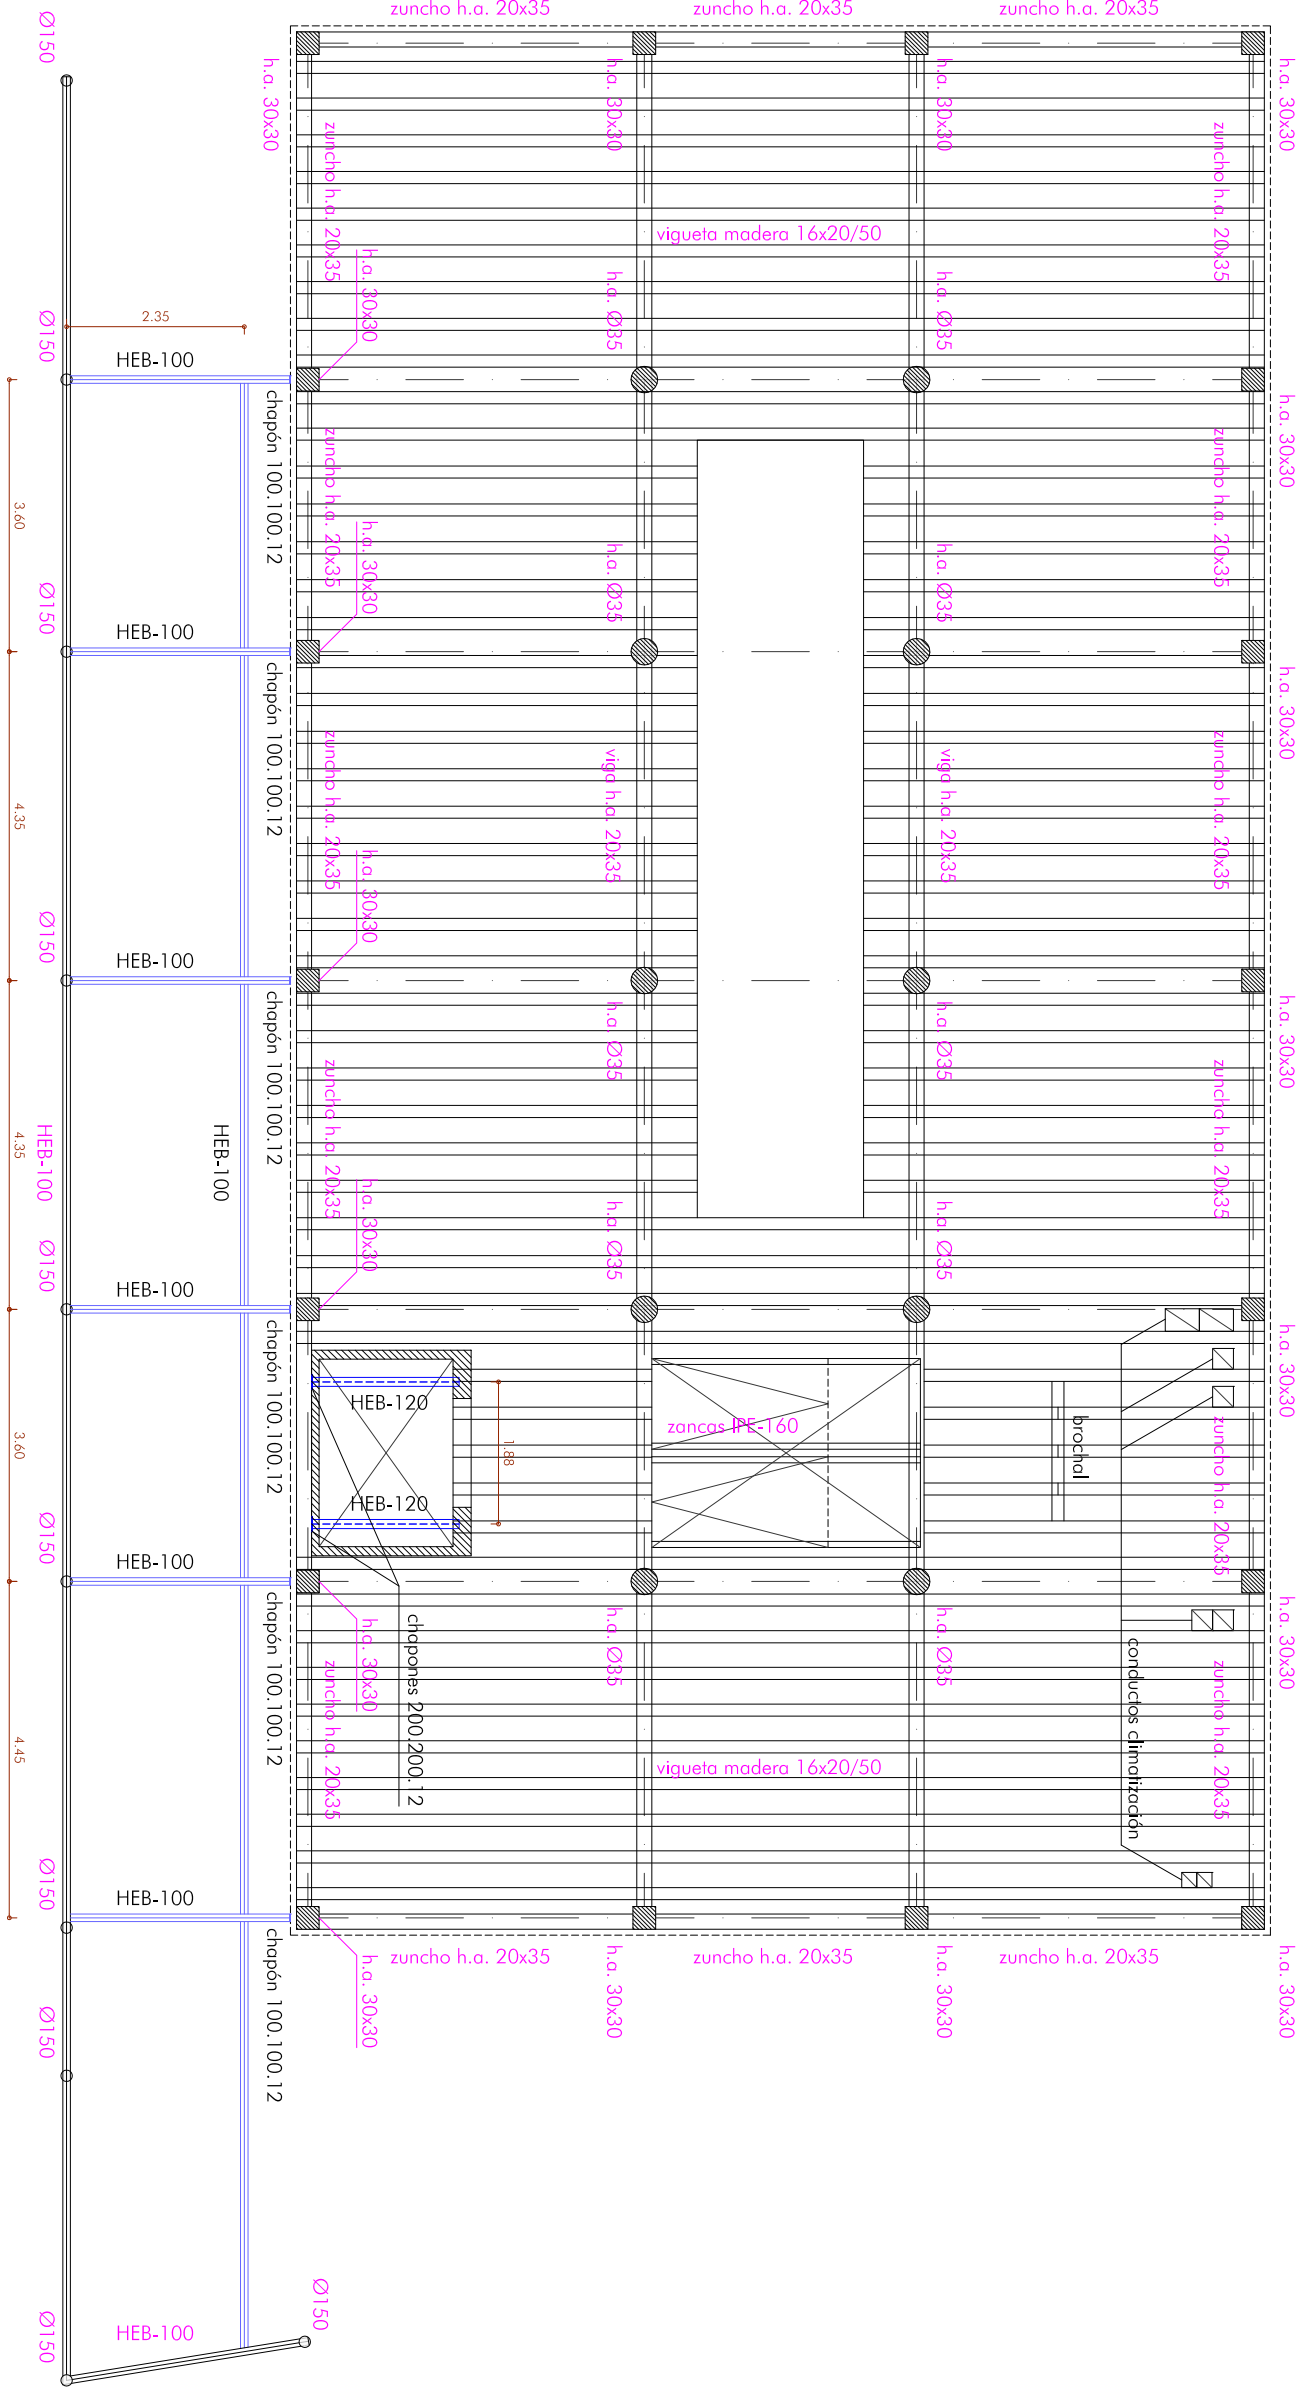 zuncho h.a. 20x35
zuncho h.a. 20x35
zuncho h.a. 20x35
Ø150
h.a. 30x30
h.a. 30x30
h.a. 30x30
h.a. 30x30
zuncho h.a. 20x35
zuncho h.a. 20x35
vigueta madera 16x20/50
h.a. 30x30
h.a. Ø35
h.a. Ø35
2.35
Ø150
HEB-100
chapón 100.100.12
h.a. 30x30
zuncho h.a. 20x35
zuncho h.a. 20x35
3.60
h.a. 30x30
h.a. Ø35
h.a. Ø35
Ø150
HEB-100
chapón 100.100.12
h.a. 30x30
zuncho h.a. 20x35
viga h.a. 20x35
viga h.a. 20x35
zuncho h.a. 20x35
4.35
h.a. 30x30
Ø150
HEB-100
chapón 100.100.12
h.a. Ø35
h.a. Ø35
h.a. 30x30
zuncho h.a. 20x35
zuncho h.a. 20x35
4.35
HEB-100
HEB-100
h.a. 30x30
h.a. Ø35
h.a. Ø35
Ø150
HEB-100
chapón 100.100.12
h.a. 30x30
HEB-120
1.88
zancas IPE-160
brochal
zuncho h.a. 20x35
3.60
HEB-120
Ø150
HEB-100
chapón 100.100.12
h.a. 30x30
chapones 200.200.12
h.a. Ø35
h.a. Ø35
conductos climatización
h.a. 30x30
zuncho h.a. 20x35
zuncho h.a. 20x35
4.45
vigueta madera 16x20/50
Ø150
HEB-100
chapón 100.100.12
h.a. 30x30
zuncho h.a. 20x35
h.a. 30x30
zuncho h.a. 20x35
h.a. 30x30
zuncho h.a. 20x35
h.a. 30x30
Ø150
Ø150
HEB-100
Ø150